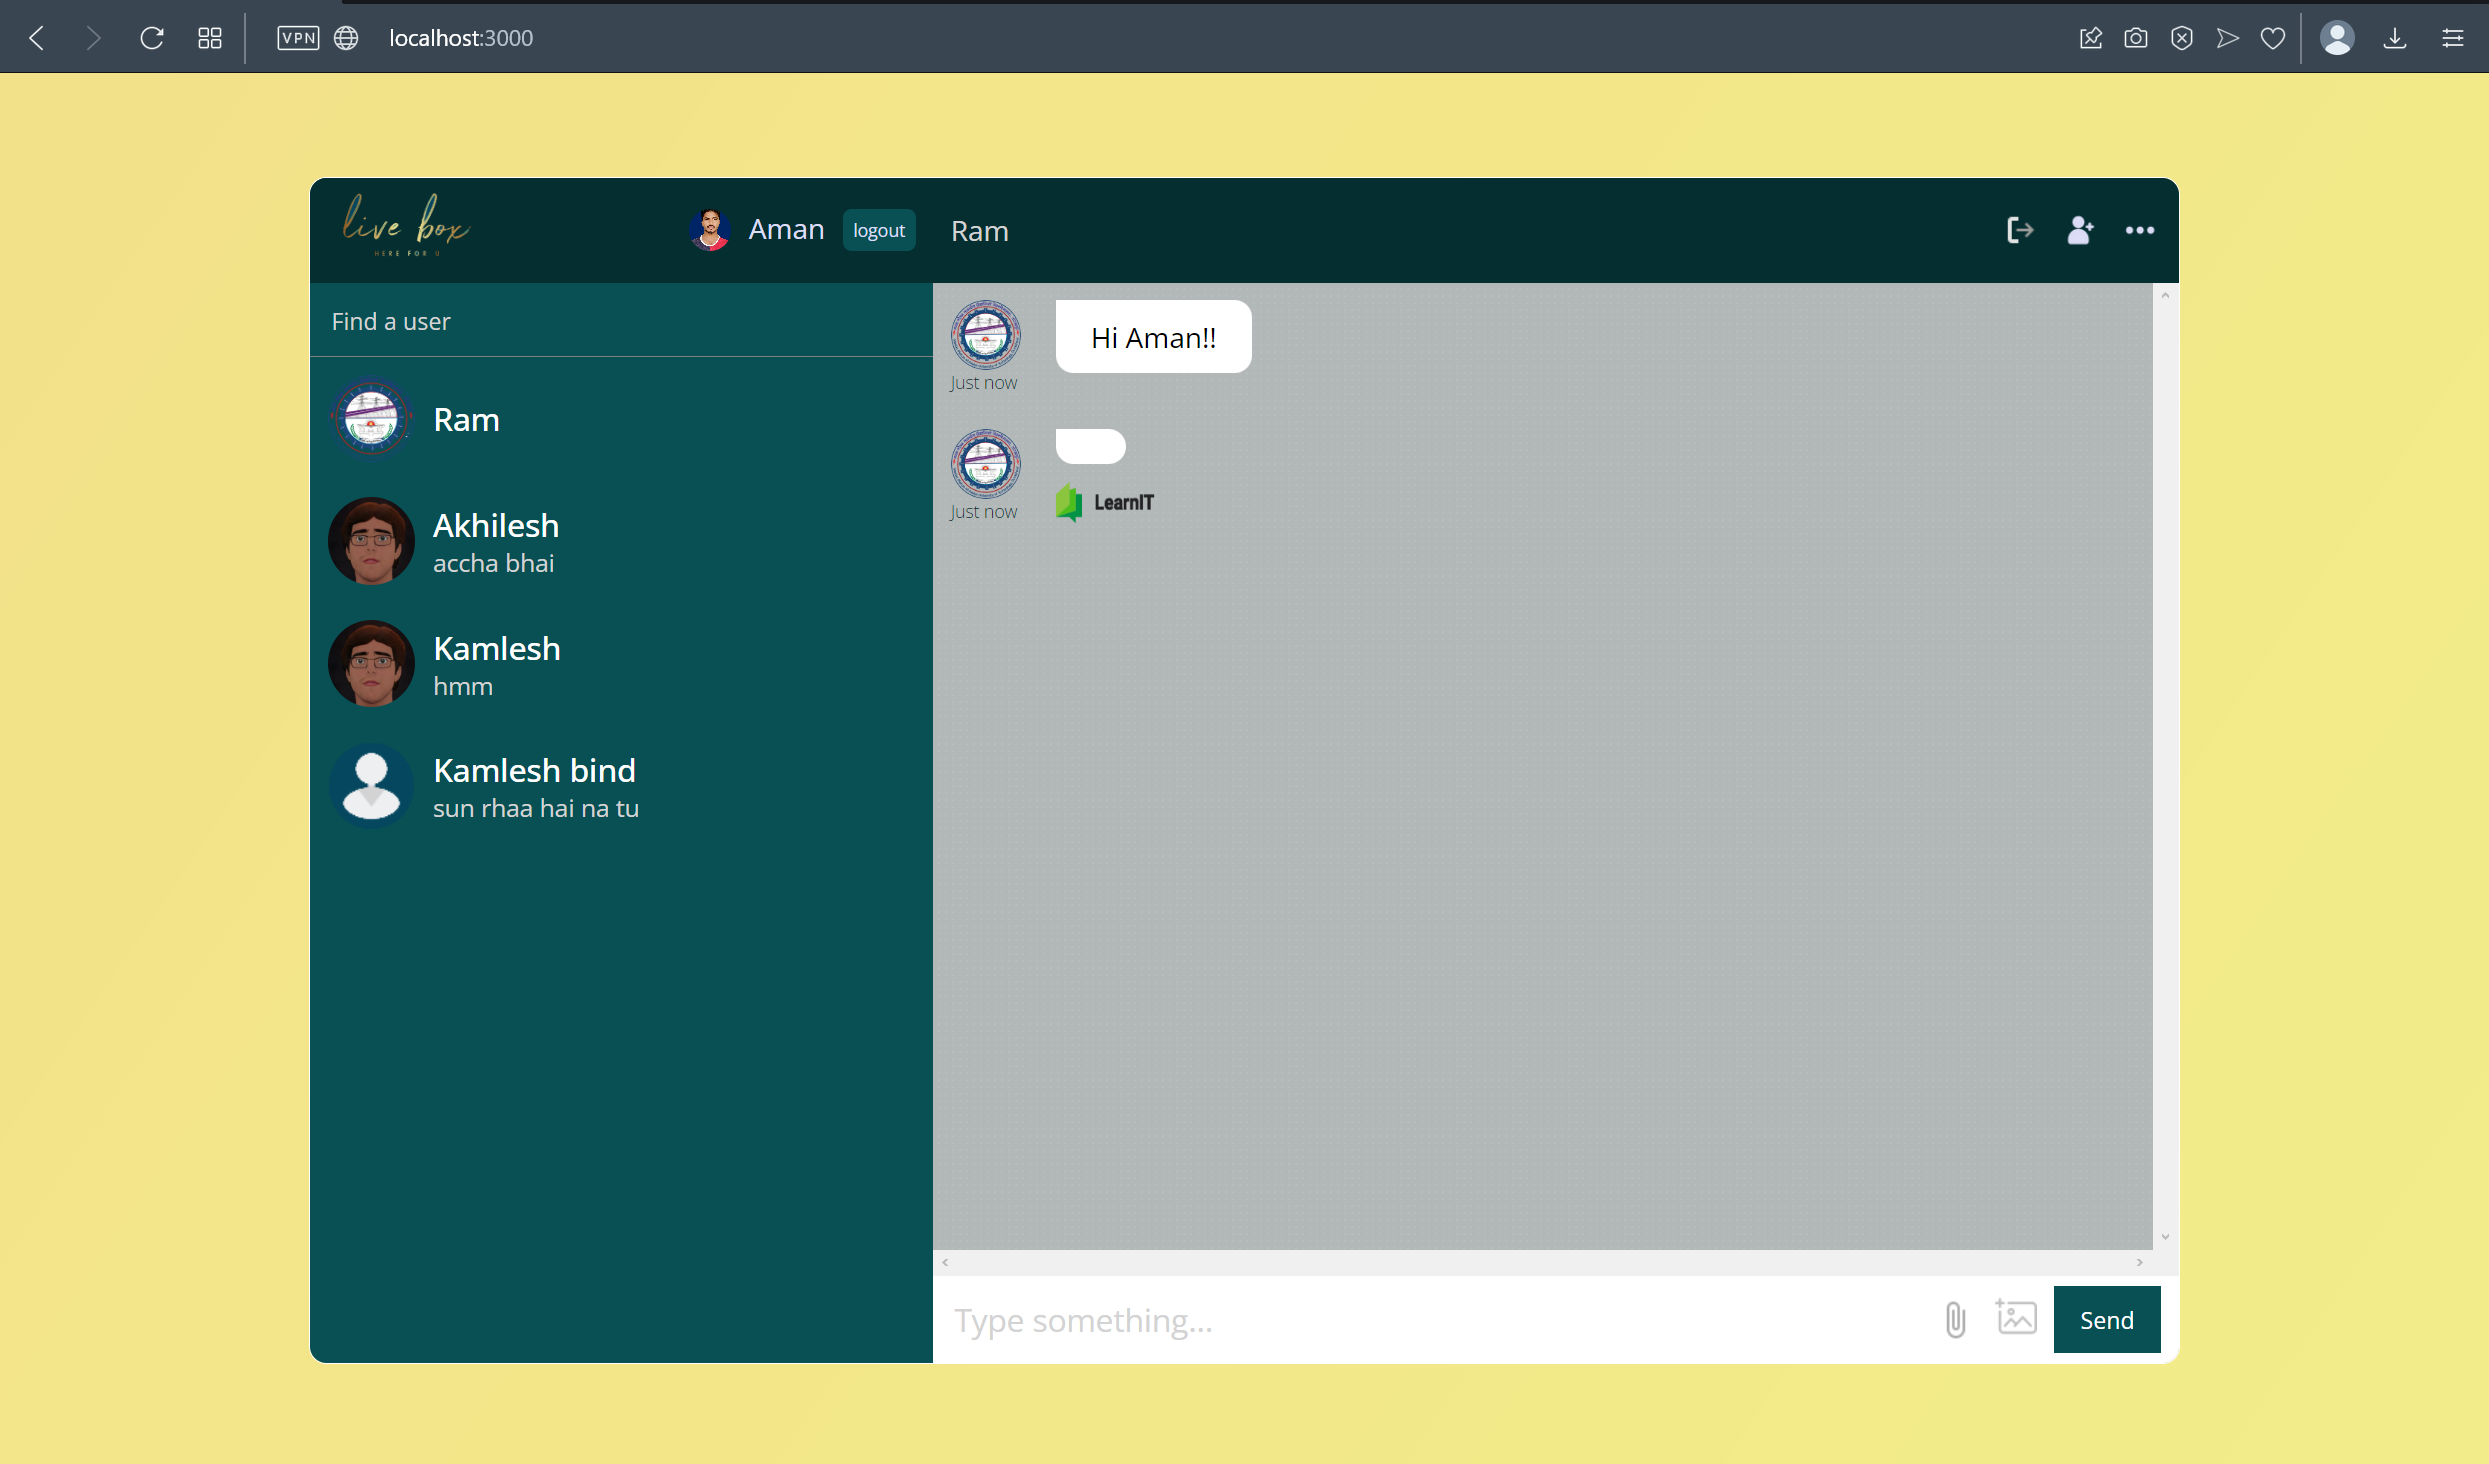 VPN
localhost:3000
live box
HERE FOR U
Aman
logout
Ram
Find a user
Ram
Akhilesh
accha bhai
Kamlesh
hmm
Kamlesh bind
sun rhaa hai na tu
Hi Aman!!
Just now
LearnIT
Just now
Type something...
Send